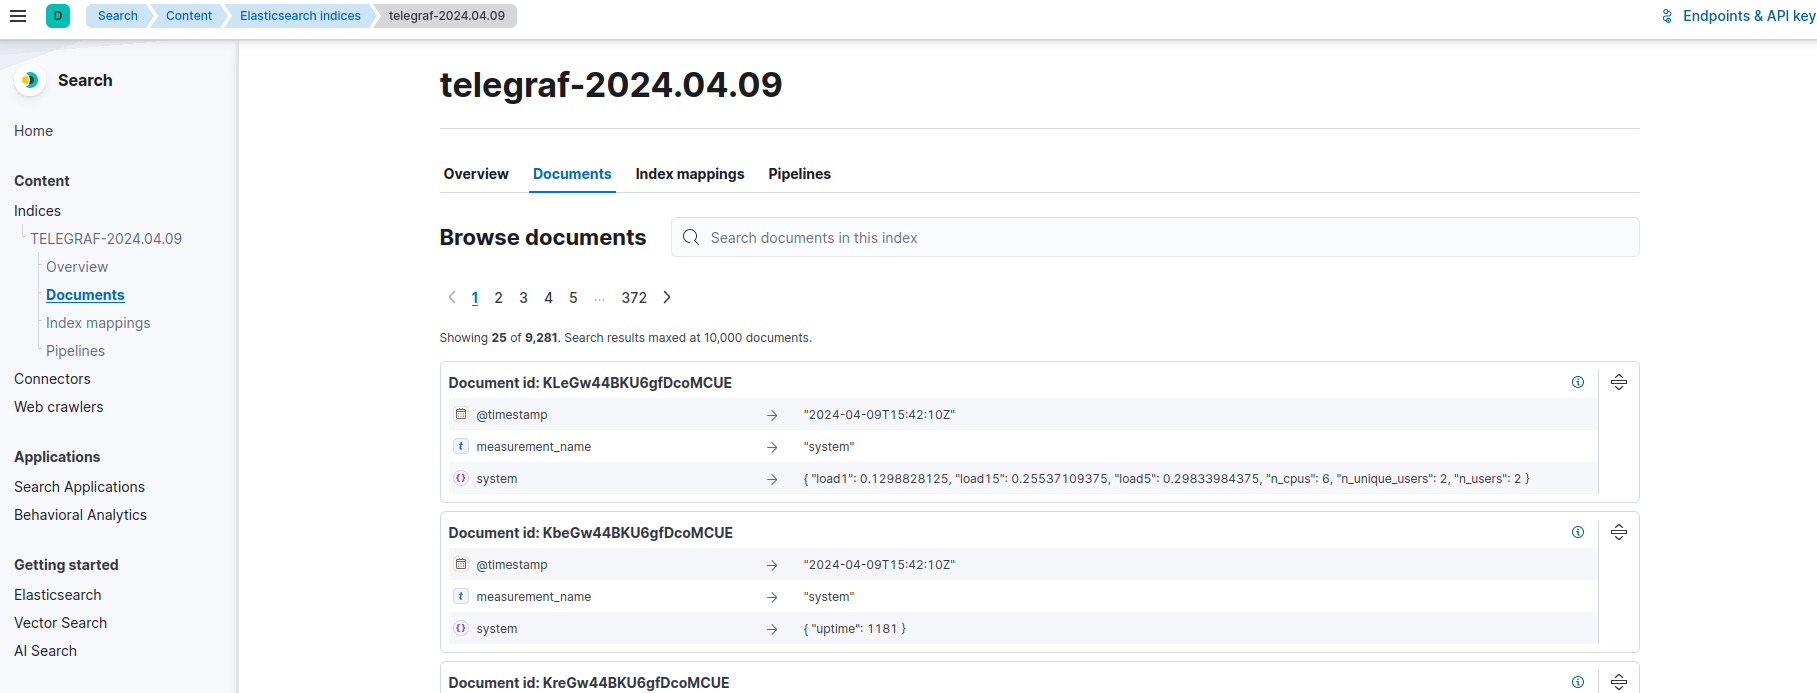 D Search Content Elasticsearch indices telegraf-2024.04.09 Endpoints & API key
Search
Home
Content
Indices
TELEGRAF-2024.04.09
Overview
Documents
Index mappings
Pipelines
Connectors
Web crawlers
Applications
Search Applications
Behavioral Analytics
Getting started
Elasticsearch
Vector Search
AI Search
telegraf-2024.04.09
Overview Documents Index mappings Pipelines
Browse documents Search documents in this index
1 2 3 4 5 ... 372
Showing 25 of 9,281. Search results maxed at 10,000 documents.
Document id: KLeGw44BKU6gfDcoMCUE
@timestamp → "2024-04-09T15:42:10Z"
t measurement_name → "system"
{} system → { "load1": 0.1298828125, "load15": 0.25537109375, "load5": 0.29833984375, "n_cpus": 6, "n_unique_users": 2, "n_users": 2 }
Document id: KbeGw44BKU6gfDcoMCUE
@timestamp → "2024-04-09T15:42:10Z"
t measurement_name → "system"
{} system → { "uptime": 1181 }
Document id: KreGw44BKU6gfDcoMCUE